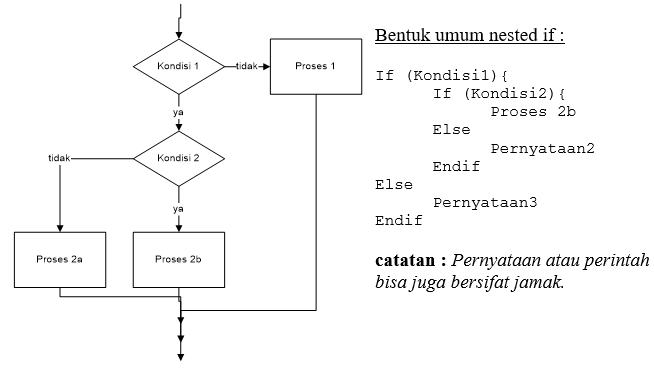 Kondisi 1
tidak
Proses 1
ya
Kondisi 2
tidak
ya
Proses 2a
Proses 2b
Bentuk umum nested if :
If (Kondisi1){
If (Kondisi2){
Proses 2b
Else
Pernyataan2
Endif
Else
Pernyataan3
Endif
catatan : Pernyataan atau perintah
bisa juga bersifat jamak.